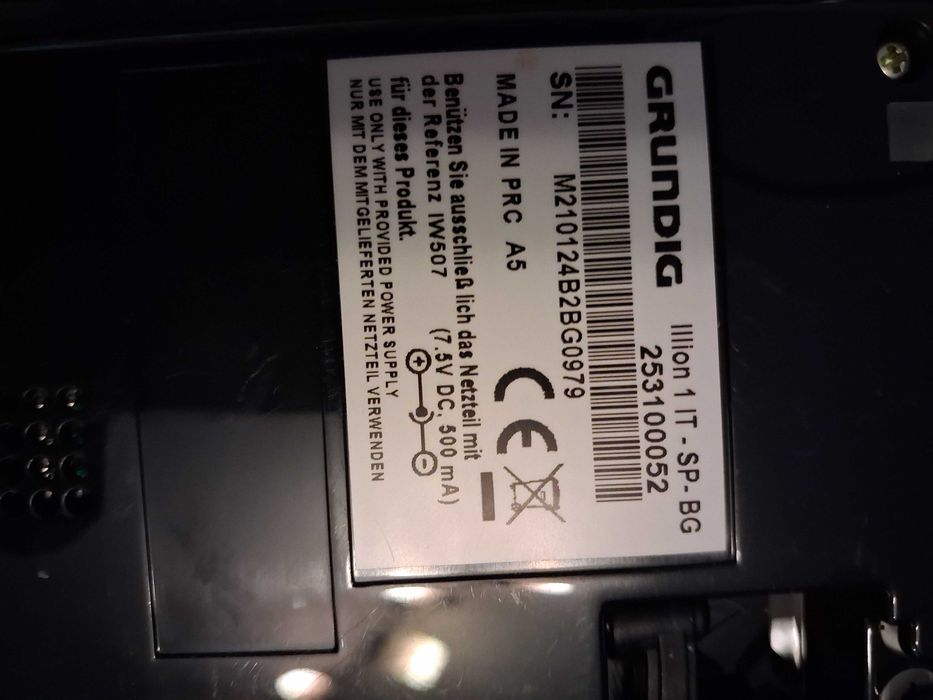 GRUNDIG
Illion 1 IT - SP- BG
253100052
SN: M210124B2BG0979
MADE IN PRC A5
CE
Benützen Sie ausschließ lich das Netzteil mit
der Referenz IW507 (7.5V DC, 500 mA)
für dieses Produkt.
USE ONLY WITH PROVIDED POWER SUPPLY
NUR MIT DEM MITGELIEFERTEN NETZTEIL VERWENDEN